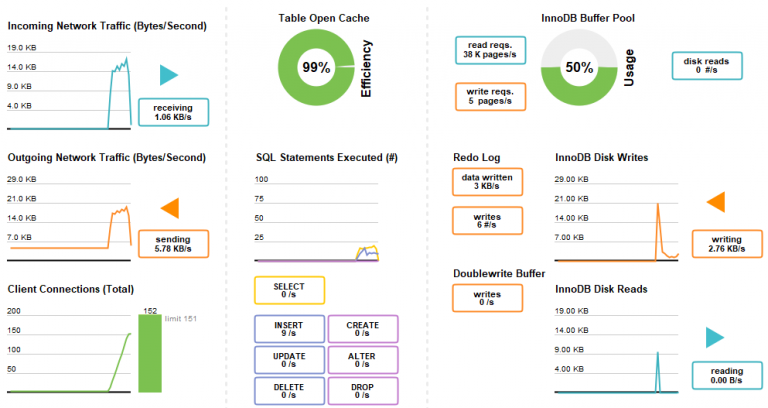 Incoming Network Traffic (Bytes/Second)
19.0 KB
14.0 KB
9.0 KB
4.0 KB
receiving
1.06 KB/s
Outgoing Network Traffic (Bytes/Second)
29.0 KB
21.0 KB
14.0 KB
7.0 KB
sending
5.78 KB/s
Client Connections (Total)
200
150
100
50
152
limit 151
Table Open Cache
99%
Efficiency
SQL Statements Executed (#)
100
75
50
25
SELECT
0 /s
INSERT
9 /s
CREATE
0 /s
UPDATE
0 /s
ALTER
0 /s
DELETE
0 /s
DROP
0 /s
InnoDB Buffer Pool
read reqs.
38 K pages/s
write reqs.
5 pages/s
50%
Usage
disk reads
0 #/s
Redo Log
data written
3 KB/s
writes
6 #/s
Doublewrite Buffer
writes
0 /s
InnoDB Disk Writes
29.00 KB
21.00 KB
14.00 KB
7.00 KB
writing
2.76 KB/s
InnoDB Disk Reads
19.00 KB
14.00 KB
9.00 KB
4.00 KB
reading
0.00 B/s